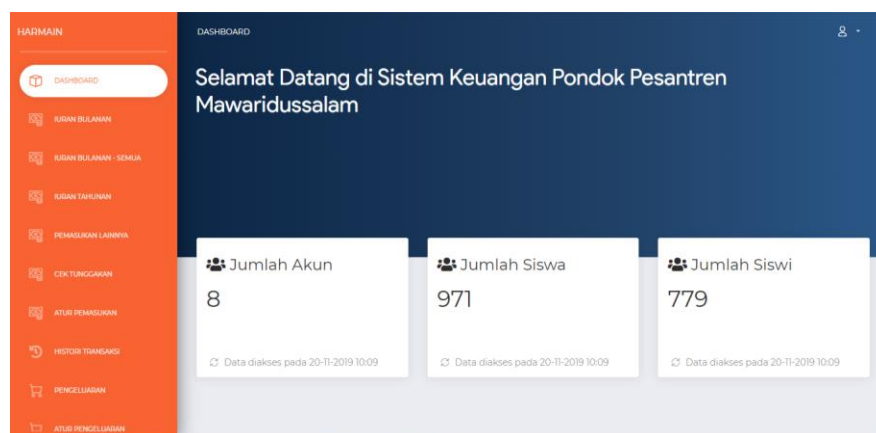 HARMAIN
DASHBOARD
IURAN BULANAN
IURAN BULANAN - SEMUA
IURAN TAHUNAN
PEMASUKAN LAINNYA
CEK TUNGGAKAN
ATUR PEMASUKAN
HISTORI TRANSAKSI
PENGELUARAN
ATUR PENGELUARAN
DASHBOARD
Selamat Datang di Sistem Keuangan Pondok Pesantren
Mawaridussalam
Jumlah Akun
8
Data diakses pada 20-11-2019 10:09
Jumlah Siswa
971
Data diakses pada 20-11-2019 10:09
Jumlah Siswi
779
Data diakses pada 20-11-2019 10:09